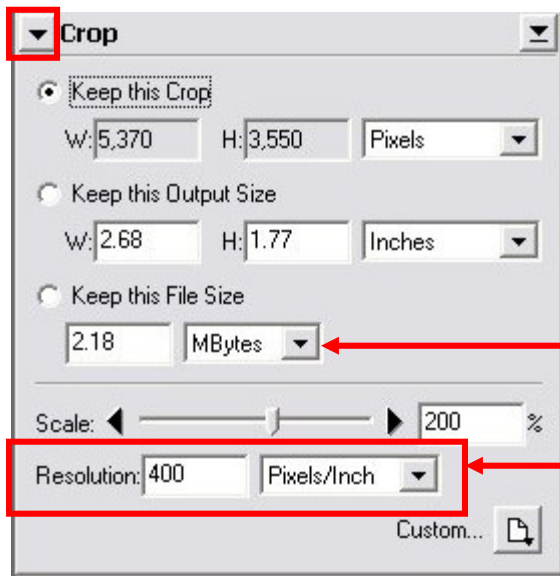 Crop
Keep this Crop
W: 5,370 H: 3,550 Pixels
Keep this Output Size
W: 2.68 H: 1.77 Inches
Keep this File Size
2.18 MBytes
Scale: 200 %
Resolution: 400 Pixels/Inch
Custom...